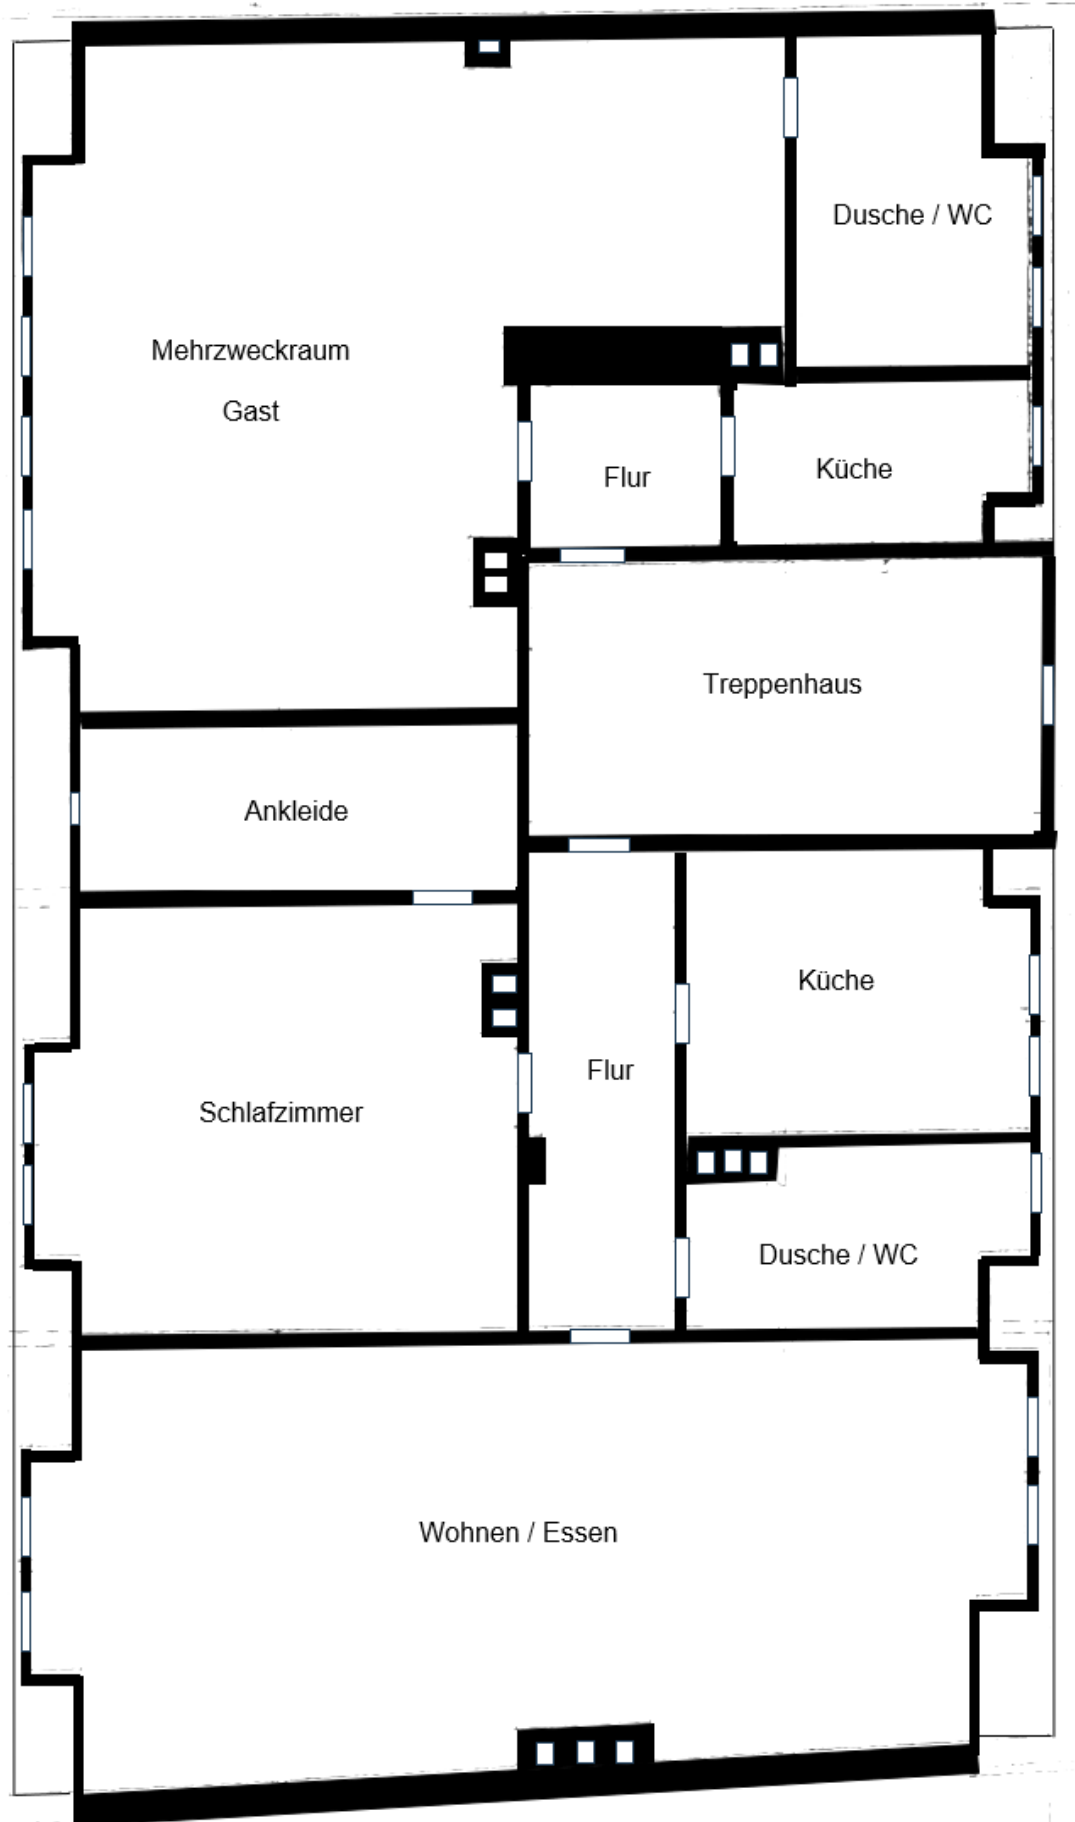 Dusche / WC
Mehrzweckraum
Gast
Flur
Küche
Treppenhaus
Ankleide
Küche
Flur
Schlafzimmer
Dusche / WC
Wohnen / Essen